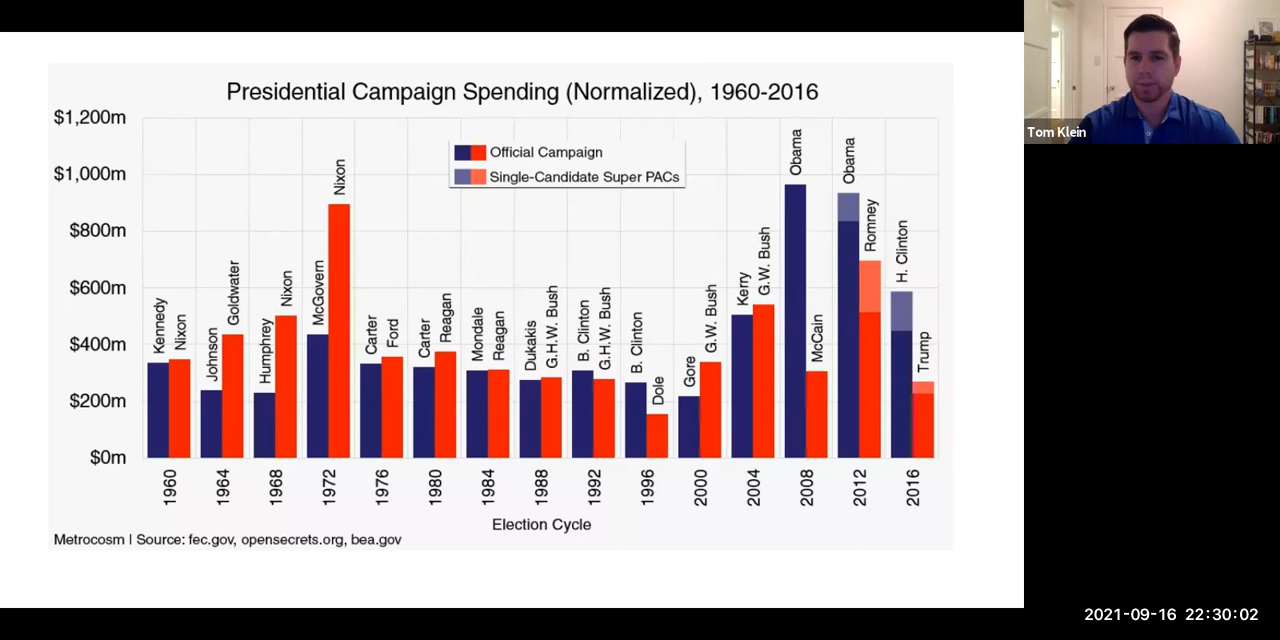 Presidential Campaign Spending (Normalized), 1960-2016
$1,200m
$1,000m
$800m
$600m
$400m
$200m
$0m
Official Campaign
Single-Candidate Super PACs
Kennedy
Nixon
Johnson
Goldwater
Humphrey
Nixon
McGovern
Nixon
Carter
Ford
Carter
Reagan
Mondale
Reagan
Dukakis
G.H.W. Bush
B. Clinton
G.H.W. Bush
B. Clinton
Dole
Gore
G.W. Bush
Kerry
G.W. Bush
Obama
McCain
Obama
Romney
H. Clinton
Trump
1960
1964
1968
1972
1976
1980
1984
1988
1992
1996
2000
2004
2008
2012
2016
Election Cycle
Metrocosm | Source: fec.gov, opensecrets.org, bea.gov
Tom Klein
2021-09-16 22:30:02